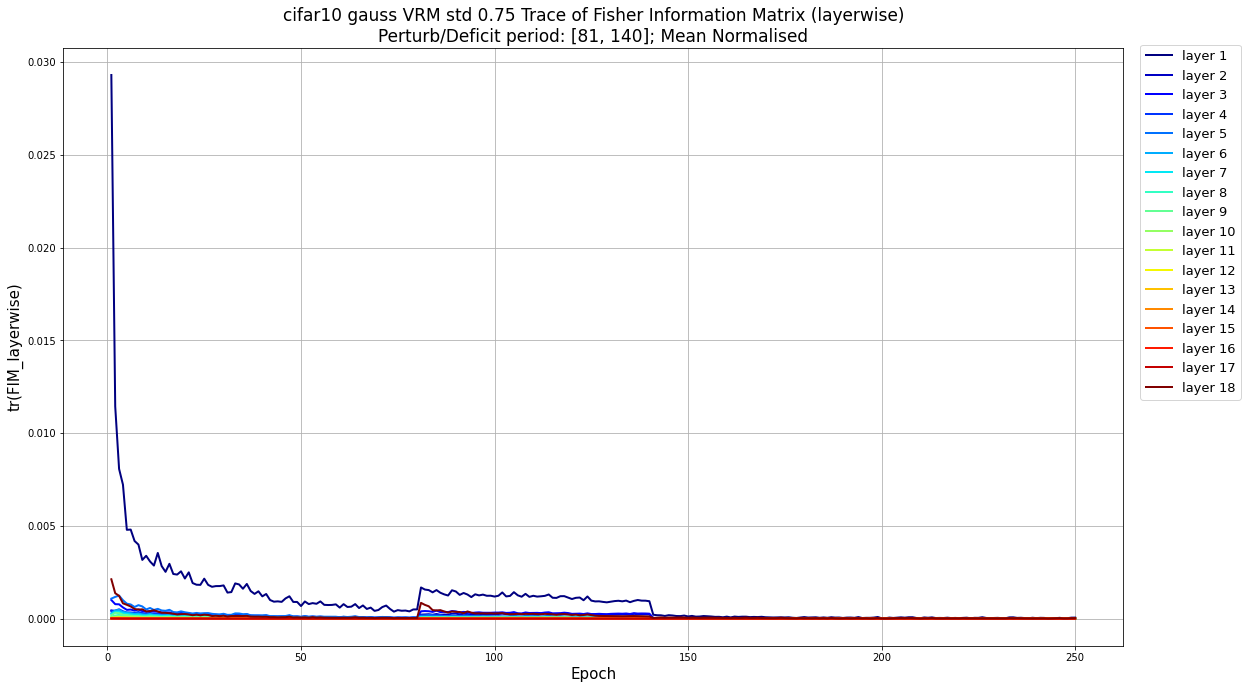 cifar10 gauss VRM std 0.75 Trace of Fisher Information Matrix (layerwise)
Perturb/Deficit period: [81, 140]; Mean Normalised
tr(FIM_layerwise)
0.030
0.025
0.020
0.015
0.010
0.005
0.000
0
50
100
150
200
250
Epoch
layer 1
layer 2
layer 3
layer 4
layer 5
layer 6
layer 7
layer 8
layer 9
layer 10
layer 11
layer 12
layer 13
layer 14
layer 15
layer 16
layer 17
layer 18